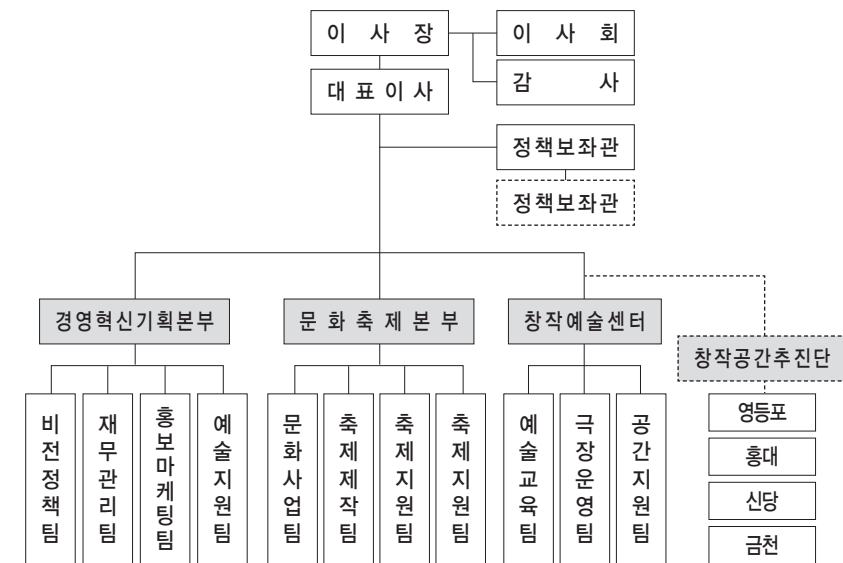 이 사 장
이 사 회
대 표 이 사
감 사
정책보좌관
정책보좌관
경영혁신기획본부
문 화 축 제 본 부
창작예술센터
창작공간추진단
비전정책팀
재무관리팀
홍보마케팅팀
예술지원팀
문화사업팀
축제제작팀
축제지원팀
축제지원팀
예술교육팀
극장운영팀
공간지원팀
영등포
홍대
신당
금천